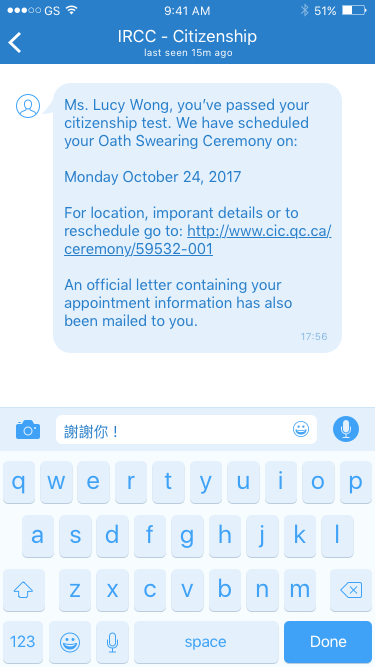 GS 9:41 AM 51%
IRCC - Citizenship
last seen 15m ago
Ms. Lucy Wong, you’ve passed your
citizenship test. We have scheduled
your Oath Swearing Ceremony on:
Monday October 24, 2017
For location, imporant details or to
reschedule go to: http://www.cic.qc.ca/
ceremony/59532-001
An official letter containing your
appointment information has also
been mailed to you.
17:56
謝謝你！
q w e r t y u i o p
a s d f g h j k l
z x c v b n m
123 space Done